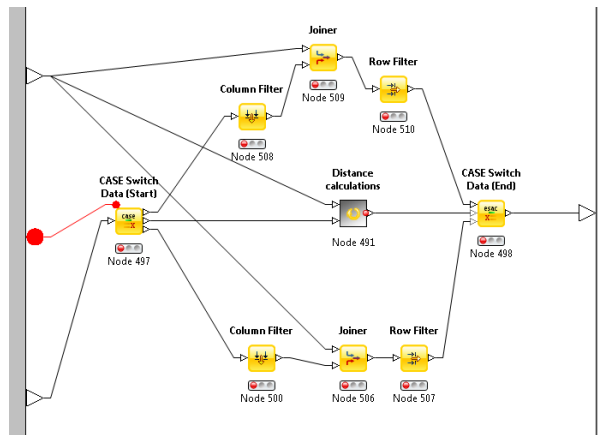 Joiner
Node 509
Row Filter
Node 510
Column Filter
Node 508
CASE Switch
Data (Start)
case
Node 497
Distance
calculations
Node 491
CASE Switch
Data (End)
esac
Node 498
Column Filter
Node 500
Joiner
Node 506
Row Filter
Node 507